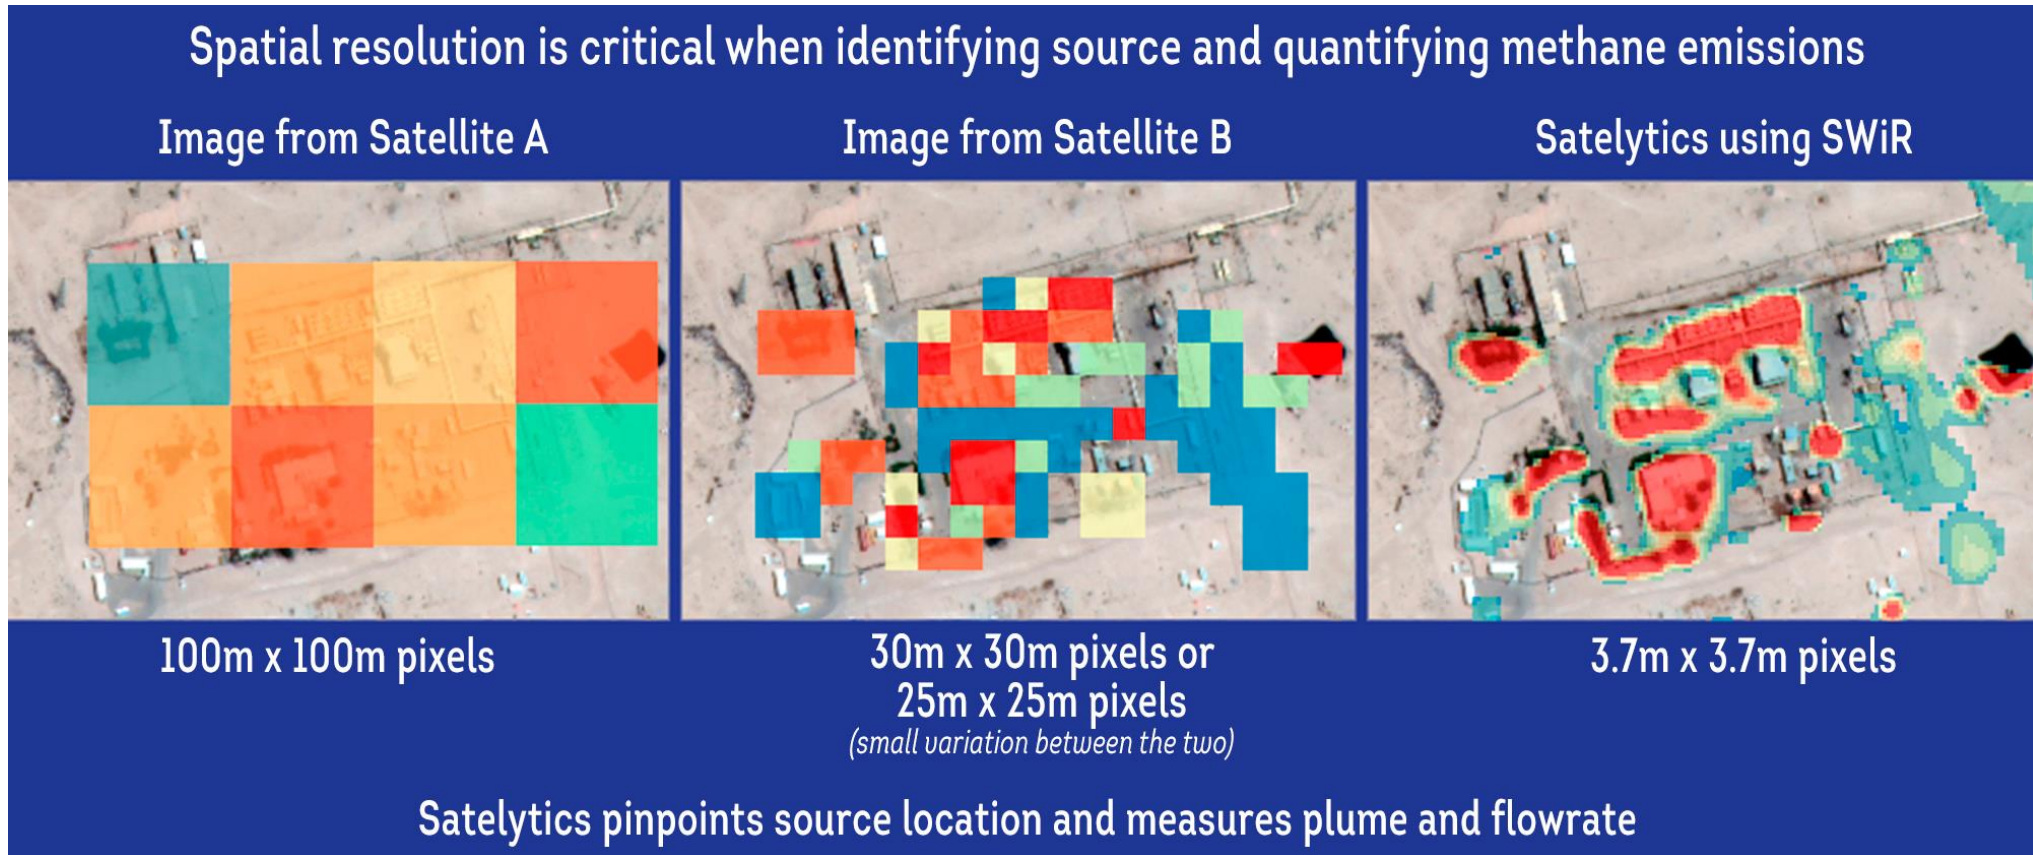 Spatial resolution is critical when identifying source and quantifying methane emissions
Image from Satellite A
Image from Satellite B
Satelytics using SWiR
100m x 100m pixels
30m x 30m pixels or
25m x 25m pixels
(small variation between the two)
3.7m x 3.7m pixels
Satelytics pinpoints source location and measures plume and flowrate